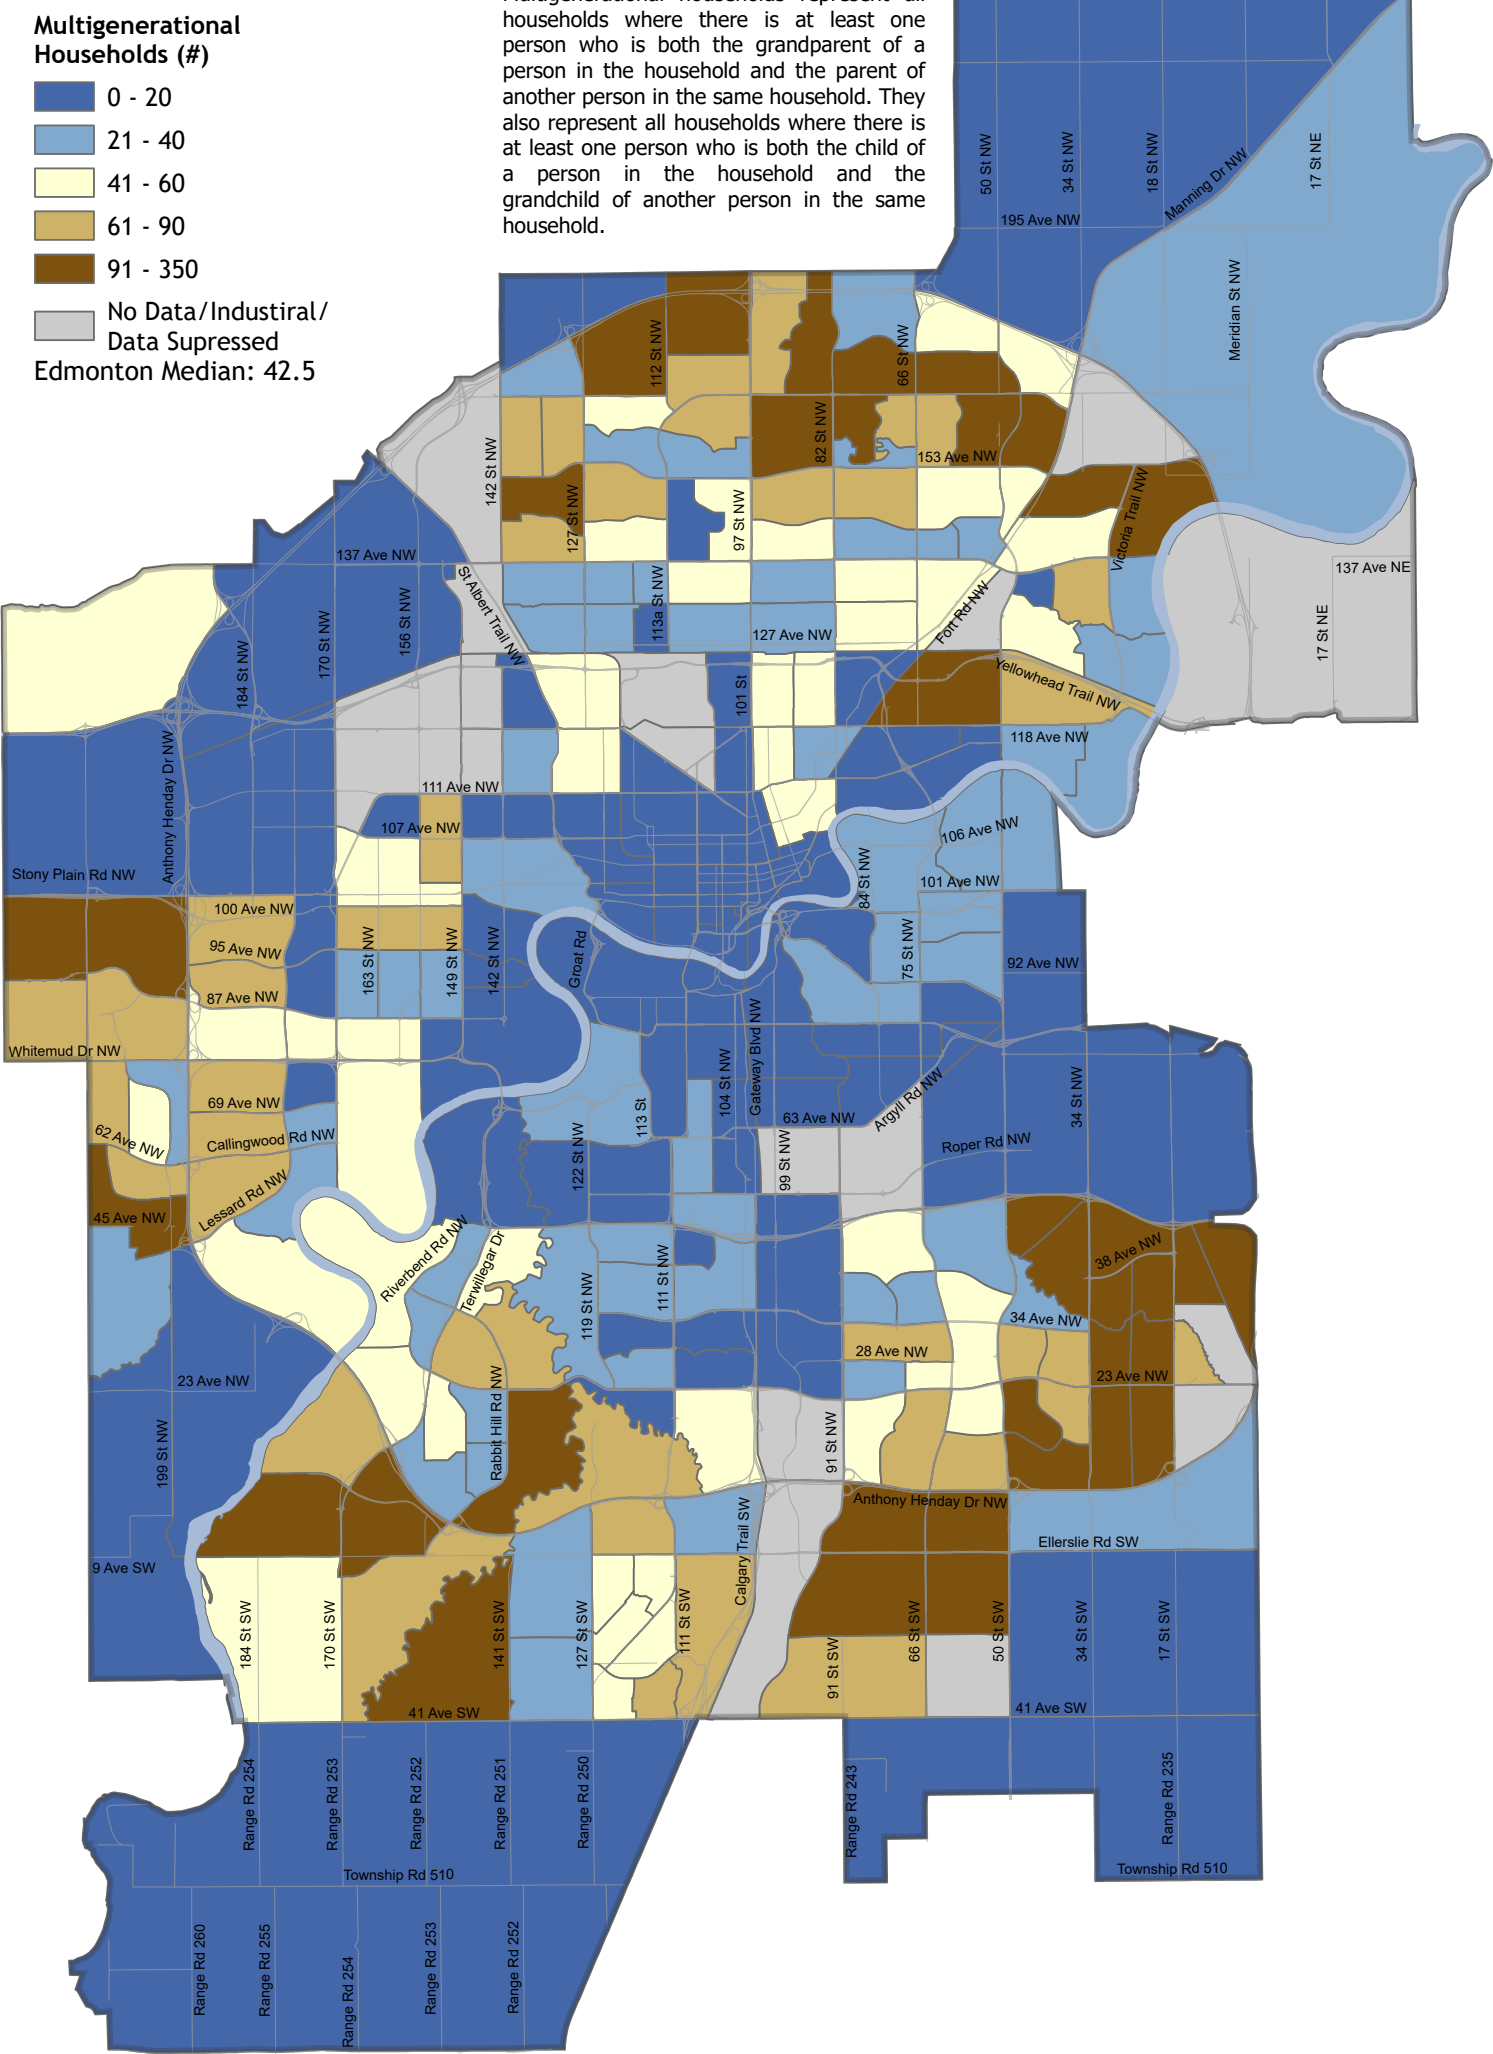 Multigenerational
Households (#)
0 - 20
21 - 40
41 - 60
61 - 90
91 - 350
No Data/Industiral/
Data Supressed
Edmonton Median: 42.5
Multigenerational households represent all
households where there is at least one
person who is both the grandparent of a
person in the household and the parent of
another person in the same household. They
also represent all households where there is
at least one person who is both the child of
a person in the household and the
grandchild of another person in the same
household.
50 St NW
34 St NW
18 St NW
Manning Dr NW
17 St NE
195 Ave NW
Meridian St NW
112 St NW
66 St NW
82 St NW
142 St NW
153 Ave NW
127 St NW
97 St NW
Victoria Trail NW
137 Ave NW
137 Ave NE
St Albert Trail NW
156 St NW
113a St NW
127 Ave NW
Fort Rd NW
17 St NE
170 St NW
184 St NW
101 St
Yellowhead Trail NW
118 Ave NW
Anthony Henday Dr NW
111 Ave NW
107 Ave NW
106 Ave NW
Stony Plain Rd NW
84 St NW
101 Ave NW
100 Ave NW
95 Ave NW
163 St NW
149 St NW
142 St NW
Groat Rd
75 St NW
92 Ave NW
87 Ave NW
Whitemud Dr NW
Gateway Blvd NW
104 St NW
69 Ave NW
113 St
63 Ave NW
Argyll Rd NW
34 St NW
62 Ave NW
Callingwood Rd NW
122 St NW
99 St NW
Roper Rd NW
45 Ave NW
Lessard Rd NW
Riverbend Rd NW
Terwillegar Dr
119 St NW
111 St NW
38 Ave NW
34 Ave NW
28 Ave NW
23 Ave NW
23 Ave NW
199 St NW
Rabbit Hill Rd NW
91 St NW
Anthony Henday Dr NW
Calgary Trail SW
Ellerslie Rd SW
9 Ave SW
184 St SW
170 St SW
141 St SW
127 St SW
111 St SW
91 St SW
66 St SW
50 St SW
34 St SW
17 St SW
41 Ave SW
41 Ave SW
Range Rd 254
Range Rd 253
Range Rd 252
Range Rd 251
Range Rd 250
Range Rd 243
Range Rd 235
Township Rd 510
Township Rd 510
Range Rd 260
Range Rd 255
Range Rd 254
Range Rd 253
Range Rd 252